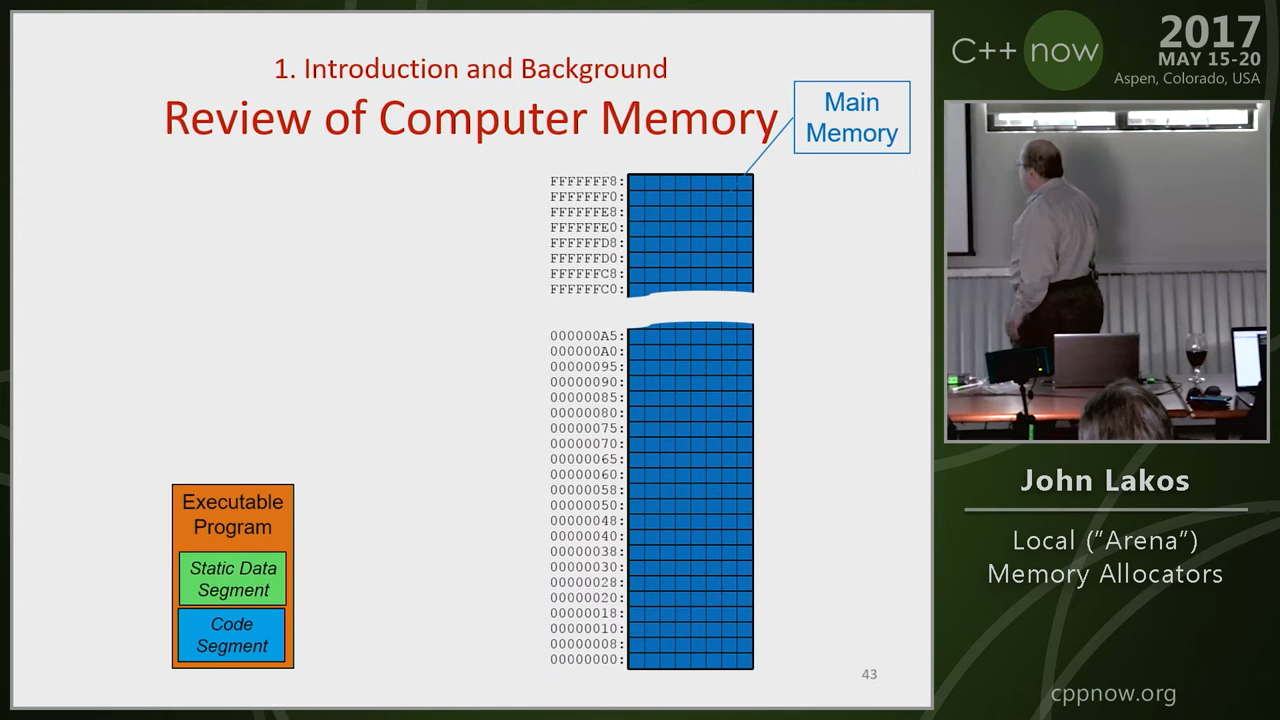 1. Introduction and Background
Review of Computer Memory
Main
Memory
FFFFFFF8:
FFFFFFF0:
FFFFFFE8:
FFFFFFE0:
FFFFFFD8:
FFFFFFD0:
FFFFFFC8:
FFFFFFC0:
000000A5:
000000A0:
00000095:
00000090:
00000085:
00000080:
00000075:
00000070:
00000065:
00000060:
00000058:
00000050:
00000048:
00000040:
00000038:
00000030:
00000028:
00000020:
00000018:
00000010:
00000008:
00000000:
Executable
Program
Static Data
Segment
Code
Segment
43
C++ now
2017
MAY 15-20
Aspen, Colorado, USA
John Lakos
Local (”Arena”)
Memory Allocators
cppnow.org